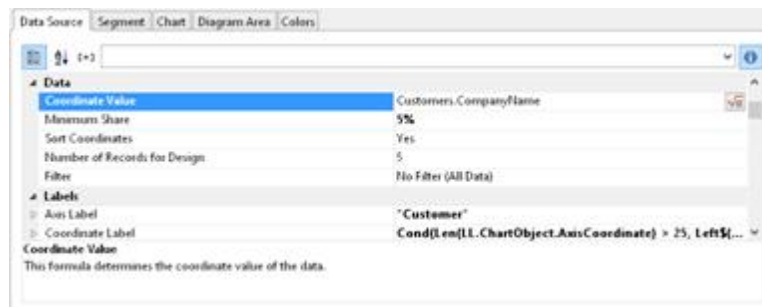 Data Source Segment Chart Diagram Area Colors
Data
Coordinate Value Customers.CompanyName
Minimum Share 5%
Sort Coordinates Yes
Number of Records for Design 5
Filter No Filter (All Data)
Labels
Axis Label "Customer"
Coordinate Label Cond(Len(LL.ChartObject.AxisCoordinate) > 25, Left$(...
Coordinate Value
This formula determines the coordinate value of the data.